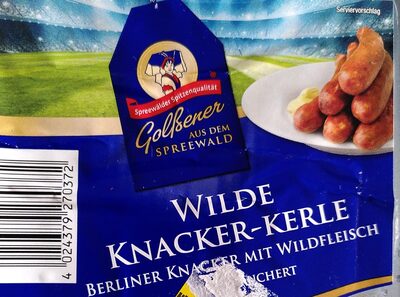 Serviervorschlag
Spreewälder Spitzenqualität
Golßener
AUS DEM
SPREEWALD
WILDE
KNACKER-KERLE
BERLINER KNACKER MIT WILDFLEISCH
4 024379 270372